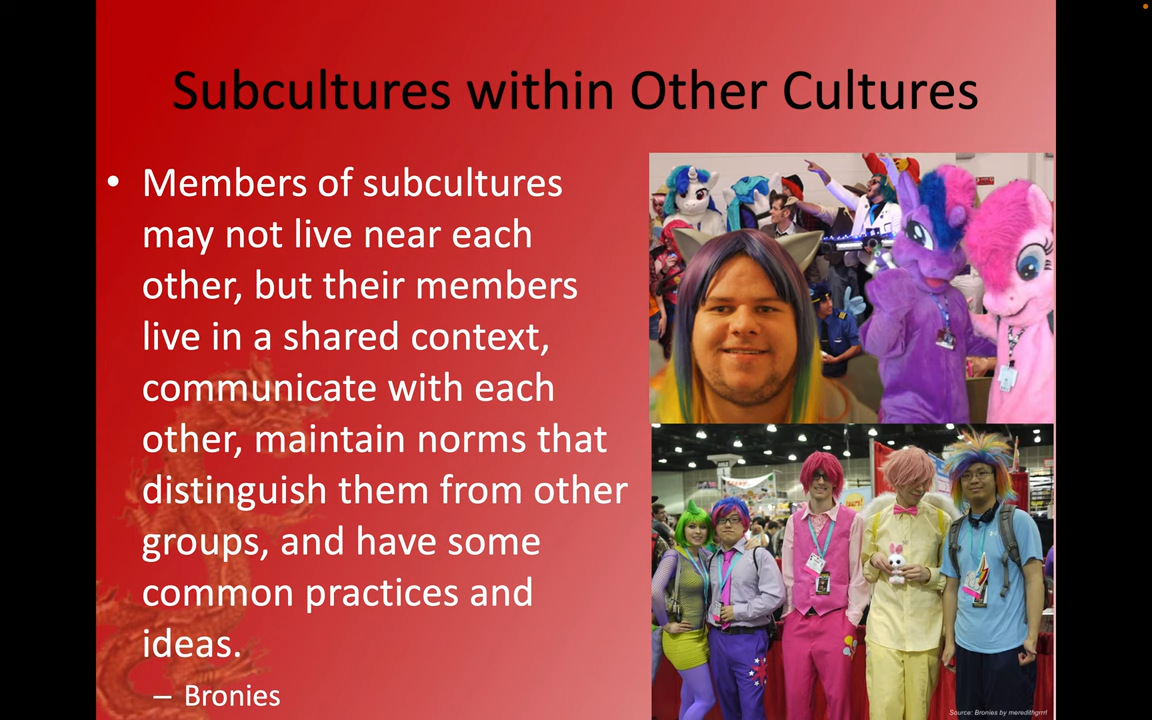 Subcultures within Other Cultures
• Members of subcultures
may not live near each
other, but their members
live in a shared context,
communicate with each
other, maintain norms that
distinguish them from other
groups, and have some
common practices and
ideas.
– Bronies
Source: Bronies by meredithgrrrl